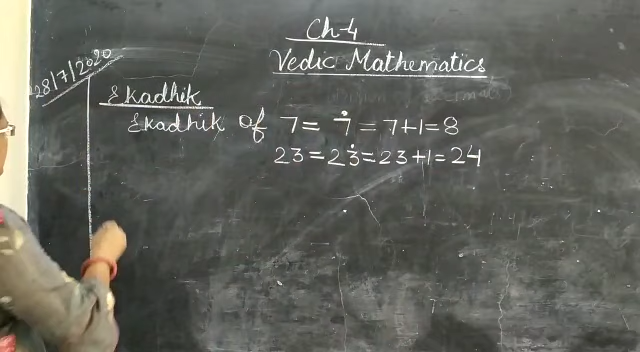 28/7/2020
Ch-4
Vedic Mathematics
Ekadhik
Ekadhik of 7 = 7̇ = 7+1=8
23 = 23̇ = 23+1=24